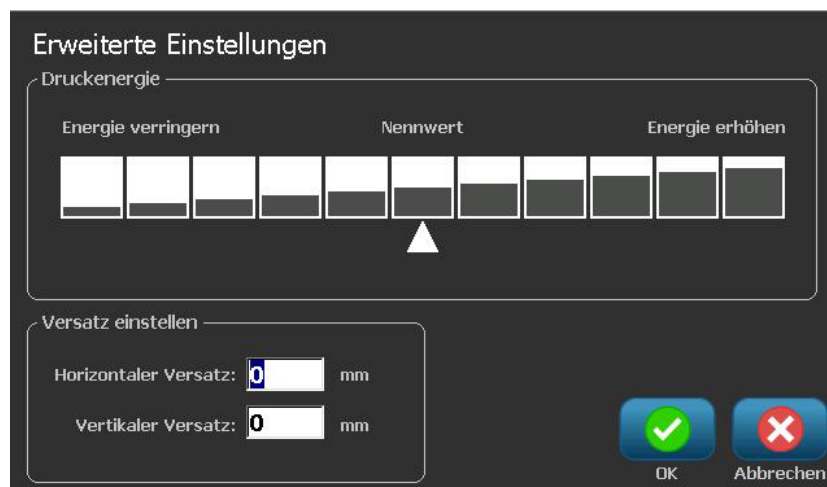 Erweiterte Einstellungen
Druckenergie
Energie verringern Nennwert Energie erhöhen
Versatz einstellen
Horizontaler Versatz: 0 mm
Vertikaler Versatz: 0 mm
OK Abbrechen